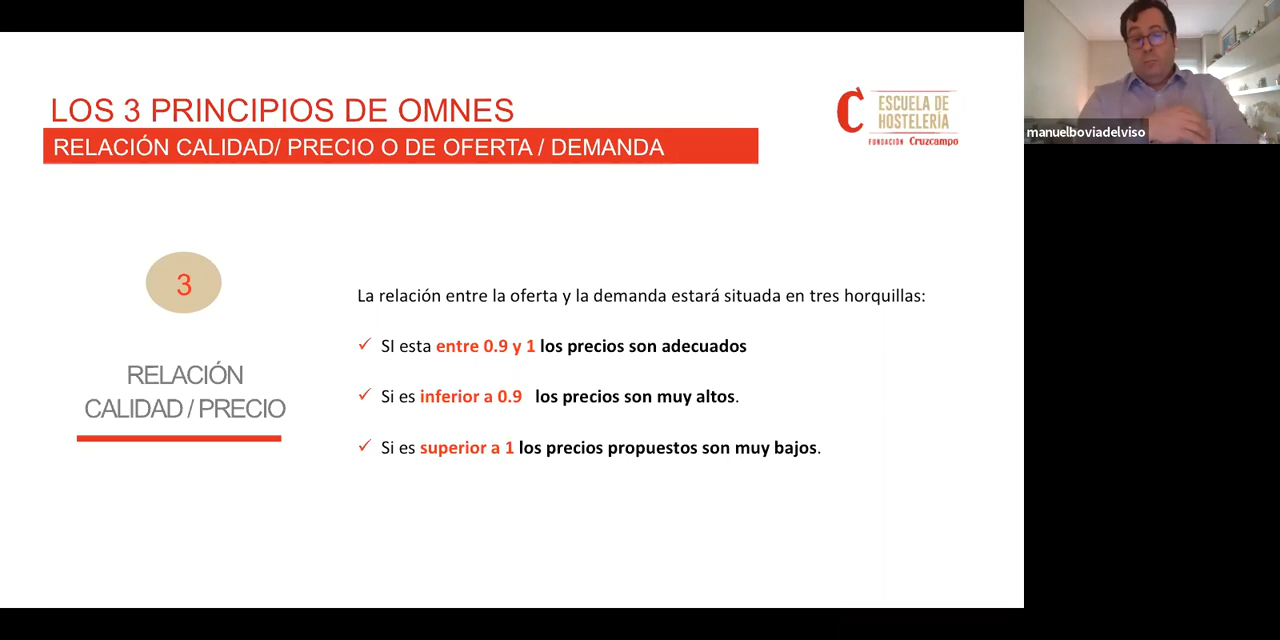 LOS 3 PRINCIPIOS DE OMNES
RELACIÓN CALIDAD/ PRECIO O DE OFERTA / DEMANDA
C ESCUELA DE
HOSTELERÍA
FUNDACIÓN Cruzcampo
manuelboviadelviso
3
RELACIÓN
CALIDAD / PRECIO
La relación entre la oferta y la demanda estará situada en tres horquillas:
✓ SI esta entre 0.9 y 1 los precios son adecuados
✓ Si es inferior a 0.9 los precios son muy altos.
✓ Si es superior a 1 los precios propuestos son muy bajos.